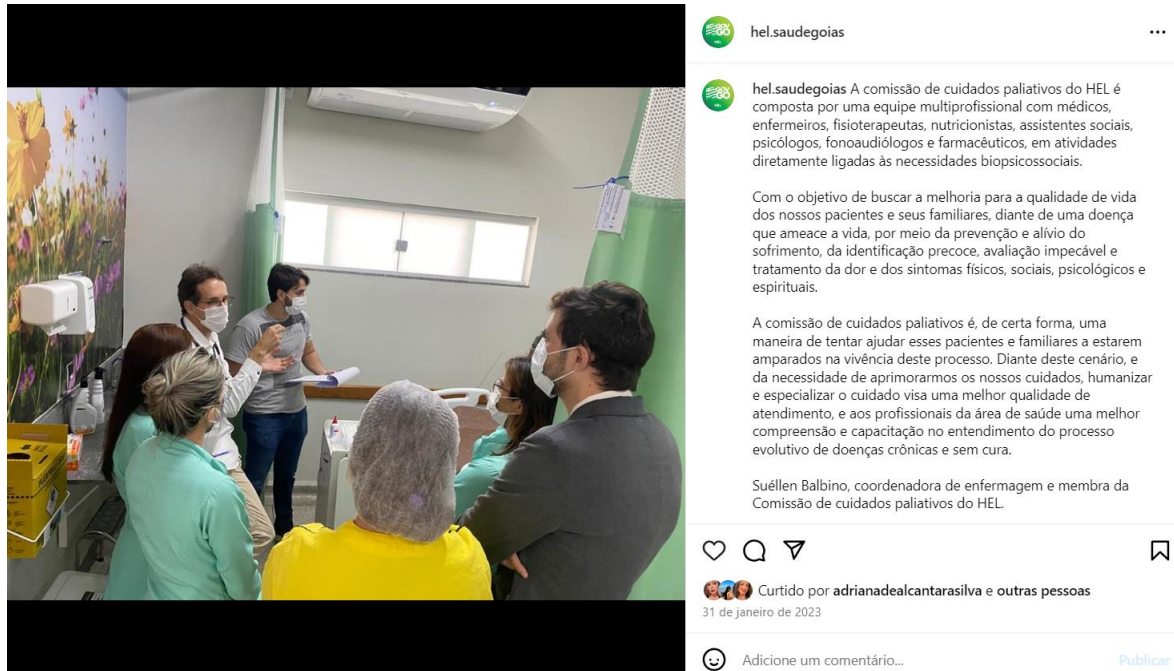 hel.saudegoias
hel.saudegoias A comissão de cuidados paliativos do HEL é
composta por uma equipe multiprofissional com médicos,
enfermeiros, fisioterapeutas, nutricionistas, assistentes sociais,
psicólogos, fonoaudiólogos e farmacêuticos, em atividades
diretamente ligadas às necessidades biopsicossociais.
Com o objetivo de buscar a melhoria para a qualidade de vida
dos nossos pacientes e seus familiares, diante de uma doença
que ameace a vida, por meio da prevenção e alívio do
sofrimento, da identificação precoce, avaliação impecável e
tratamento da dor e dos sintomas físicos, sociais, psicológicos e
espirituais.
A comissão de cuidados paliativos é, de certa forma, uma
maneira de tentar ajudar esses pacientes e familiares a estarem
amparados na vivência deste processo. Diante deste cenário, e
da necessidade de aprimorarmos os nossos cuidados, humanizar
e especializar o cuidado visa uma melhor qualidade de
atendimento, e aos profissionais da área de saúde uma melhor
compreensão e capacitação no entendimento do processo
evolutivo de doenças crônicas e sem cura.
Suéllen Balbino, coordenadora de enfermagem e membra da
Comissão de cuidados paliativos do HEL.
Curtido por adrianadealcantarasilva e outras pessoas
31 de janeiro de 2023
Adicione um comentário...
Publicar